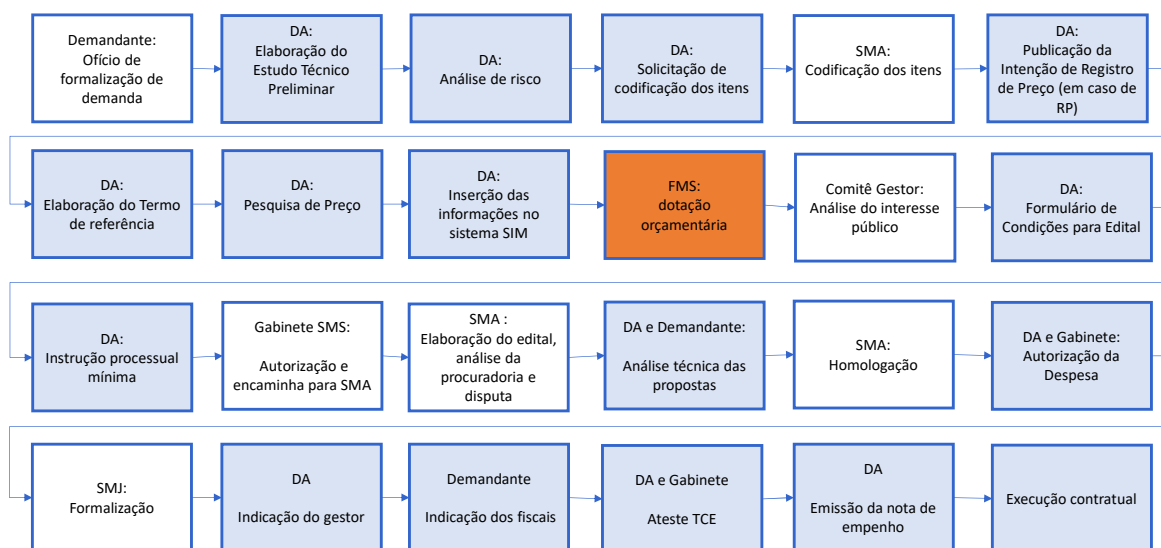 Demandante:
Ofício de
formalização de
demanda
DA:
Elaboração do
Estudo Técnico
Preliminar
DA:
Análise de risco
DA:
Solicitação de
codificação dos itens
SMA:
Codificação dos itens
DA:
Publicação da
Intenção de Registro
de Preço (em caso de
RP)
DA:
Elaboração do Termo
de referência
DA:
Pesquisa de Preço
DA:
Inserção das
informações no
sistema SIM
FMS:
dotação
orçamentária
Comitê Gestor:
Análise do interesse
público
DA:
Formulário de
Condições para Edital
DA:
Instrução processual
mínima
Gabinete SMS:
Autorização e
encaminha para SMA
SMA :
Elaboração do edital,
análise da
procuradoria e
disputa
DA e Demandante:
Análise técnica das
propostas
SMA:
Homologação
DA e Gabinete:
Autorização da
Despesa
SMJ:
Formalização
DA
Indicação do gestor
Demandante
Indicação dos fiscais
DA e Gabinete
Ateste TCE
DA
Emissão da nota de
empenho
Execução contratual